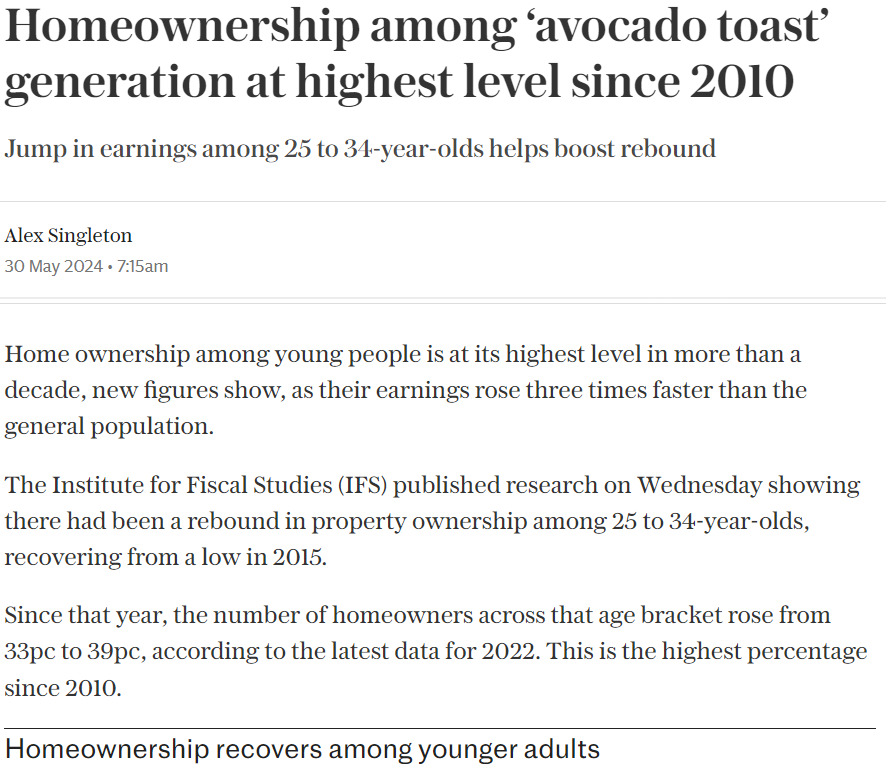 Homeownership among ‘avocado toast’
generation at highest level since 2010
Jump in earnings among 25 to 34-year-olds helps boost rebound
Alex Singleton
30 May 2024 • 7:15am
Home ownership among young people is at its highest level in more than a
decade, new figures show, as their earnings rose three times faster than the
general population.
The Institute for Fiscal Studies (IFS) published research on Wednesday showing
there had been a rebound in property ownership among 25 to 34-year-olds,
recovering from a low in 2015.
Since that year, the number of homeowners across that age bracket rose from
33pc to 39pc, according to the latest data for 2022. This is the highest percentage
since 2010.
Homeownership recovers among younger adults